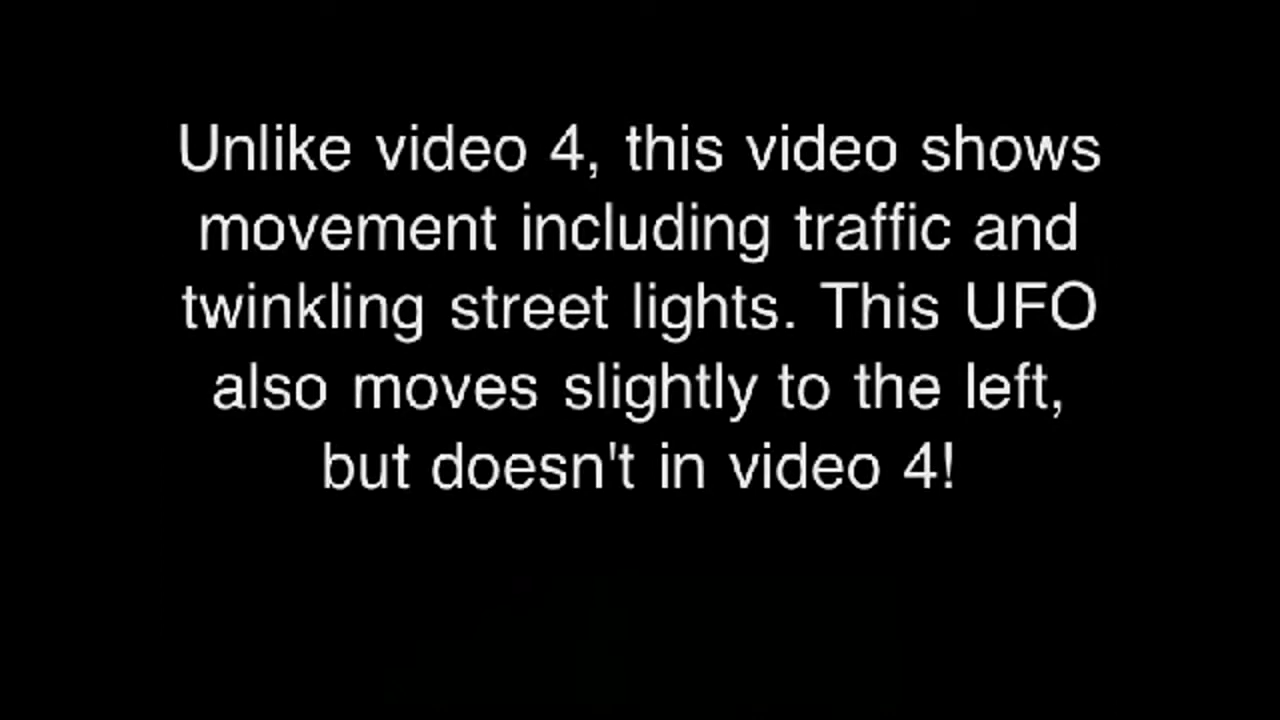 Unlike video 4, this video shows
movement including traffic and
twinkling street lights. This UFO
also moves slightly to the left,
but doesn't in video 4!